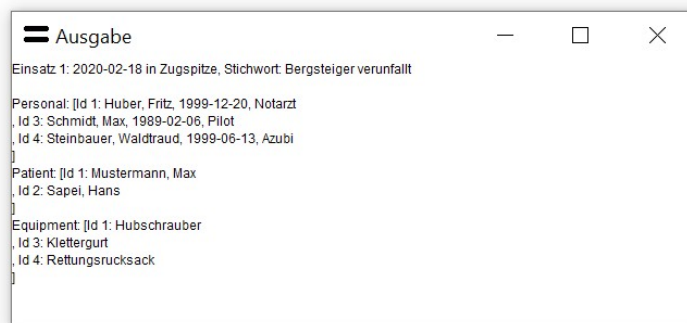 Ausgabe
Einsatz 1: 2020-02-18 in Zugspitze, Stichwort: Bergsteiger verunfallt
Personal: [Id 1: Huber, Fritz, 1999-12-20, Notarzt
, Id 3: Schmidt, Max, 1989-02-06, Pilot
, Id 4: Steinbauer, Waldtraud, 1999-06-13, Azubi
]
Patient: [Id 1: Mustermann, Max
, Id 2: Sapei, Hans
]
Equipment: [Id 1: Hubschrauber
, Id 3: Klettergurt
, Id 4: Rettungsrucksack
]